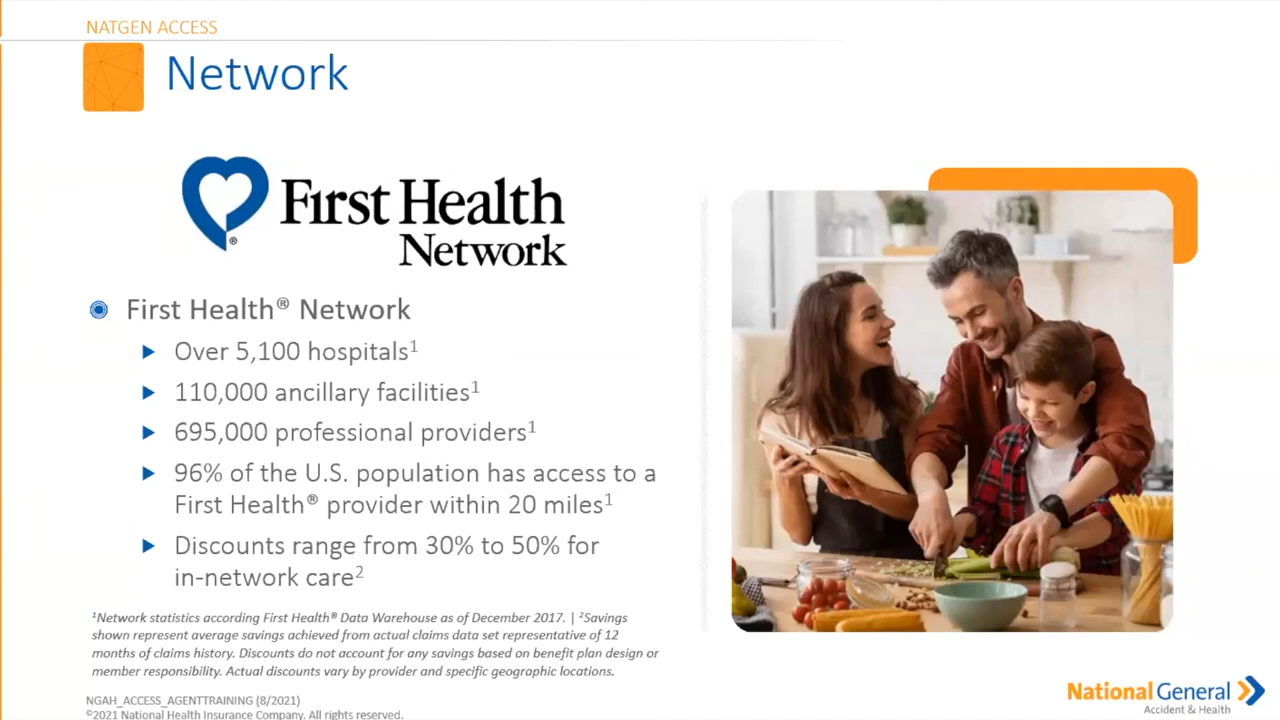 NATGEN ACCESS
Network
First Health
Network
®
First Health® Network
Over 5,100 hospitals¹
110,000 ancillary facilities¹
695,000 professional providers¹
96% of the U.S. population has access to a
First Health® provider within 20 miles¹
Discounts range from 30% to 50% for
in-network care²
¹Network statistics according First Health® Data Warehouse as of December 2017. | ²Savings
shown represent average savings achieved from actual claims data set representative of 12
months of claims history. Discounts do not account for any savings based on benefit plan design or
member responsibility. Actual discounts vary by provider and specific geographic locations.
NGAH_ACCESS_AGENTTRAINING (8/2021)
©2021 National Health Insurance Company. All rights reserved.
National General
Accident & Health